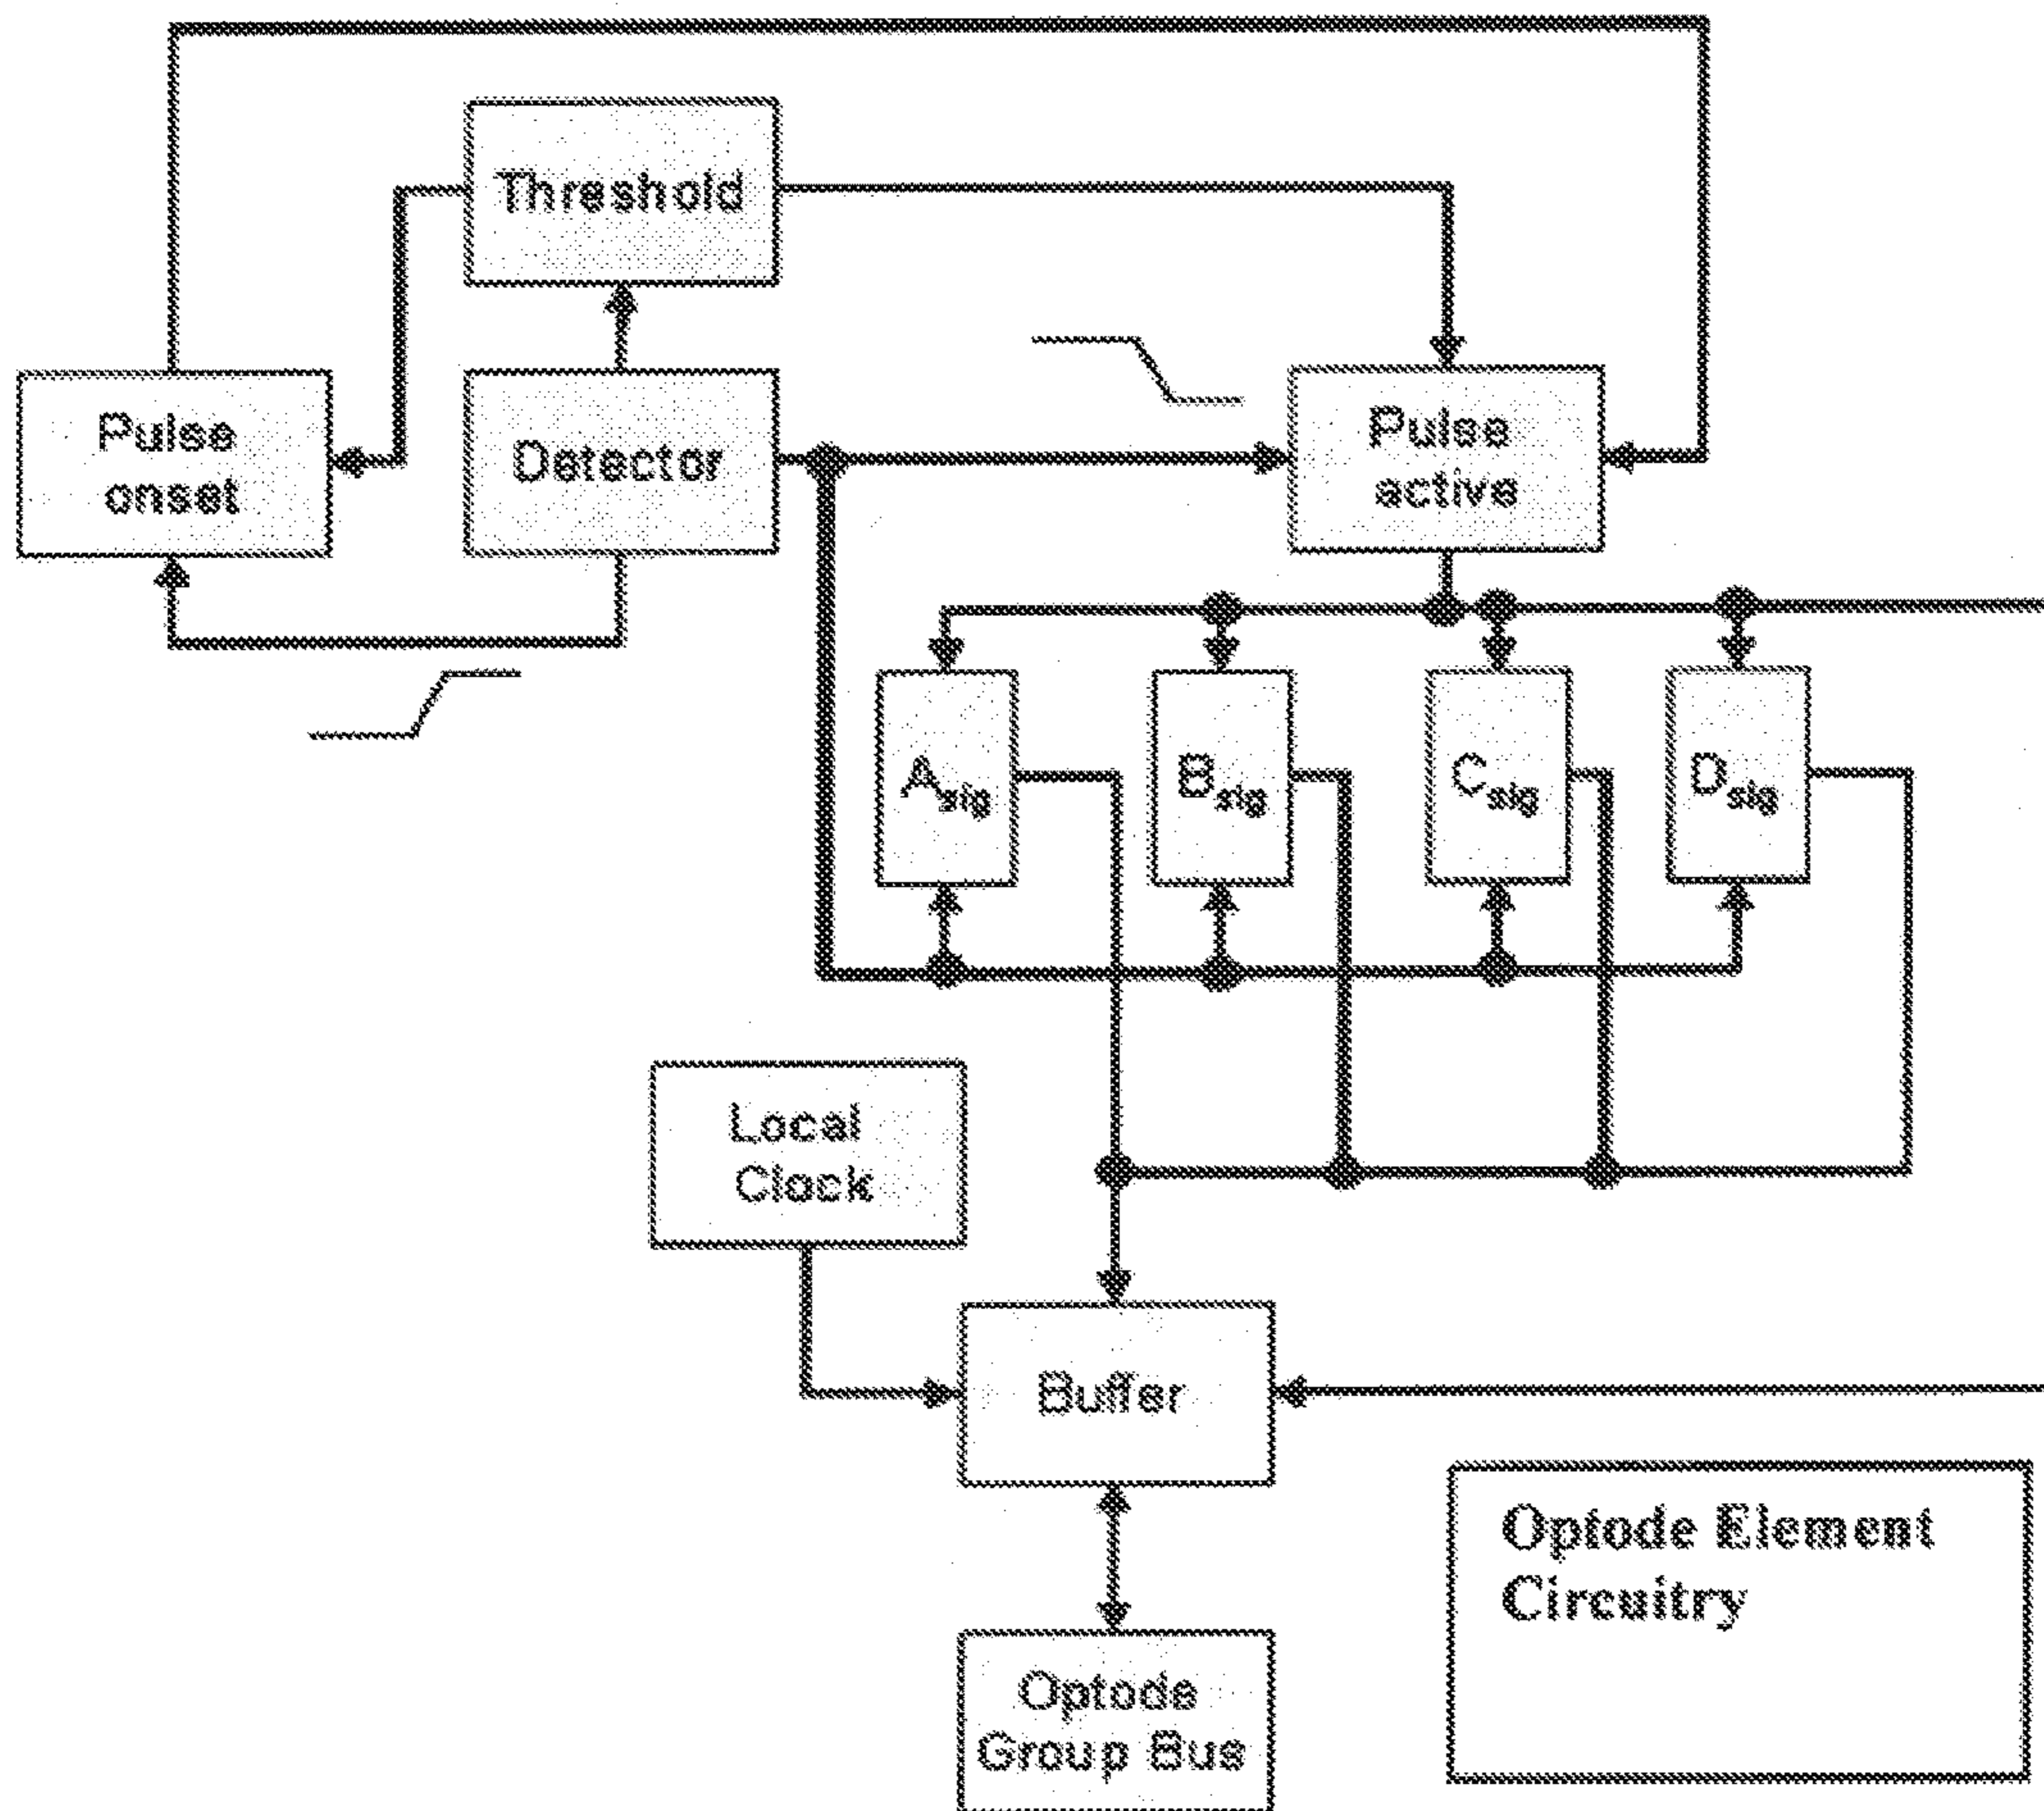 Threshold
Pulse
onset
Detector
Pulse
active
Asig
Bsig
Csig
Dsig
Local
Clock
Buffer
Optode Element
Circuitry
Optode
Group Bus